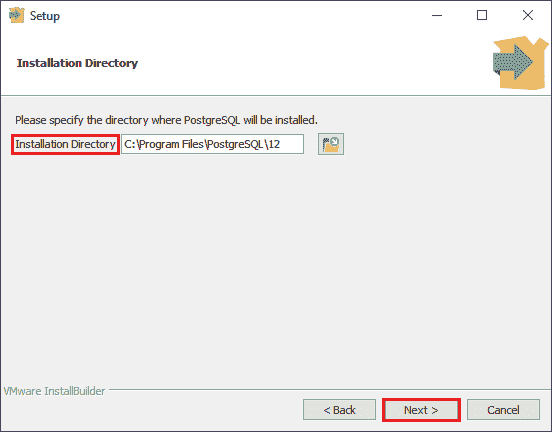 Setup
Installation Directory
Please specify the directory where PostgreSQL will be installed.
Installation Directory C:\Program Files\PostgreSQL\12
VMware InstallBuilder
< Back Next > Cancel